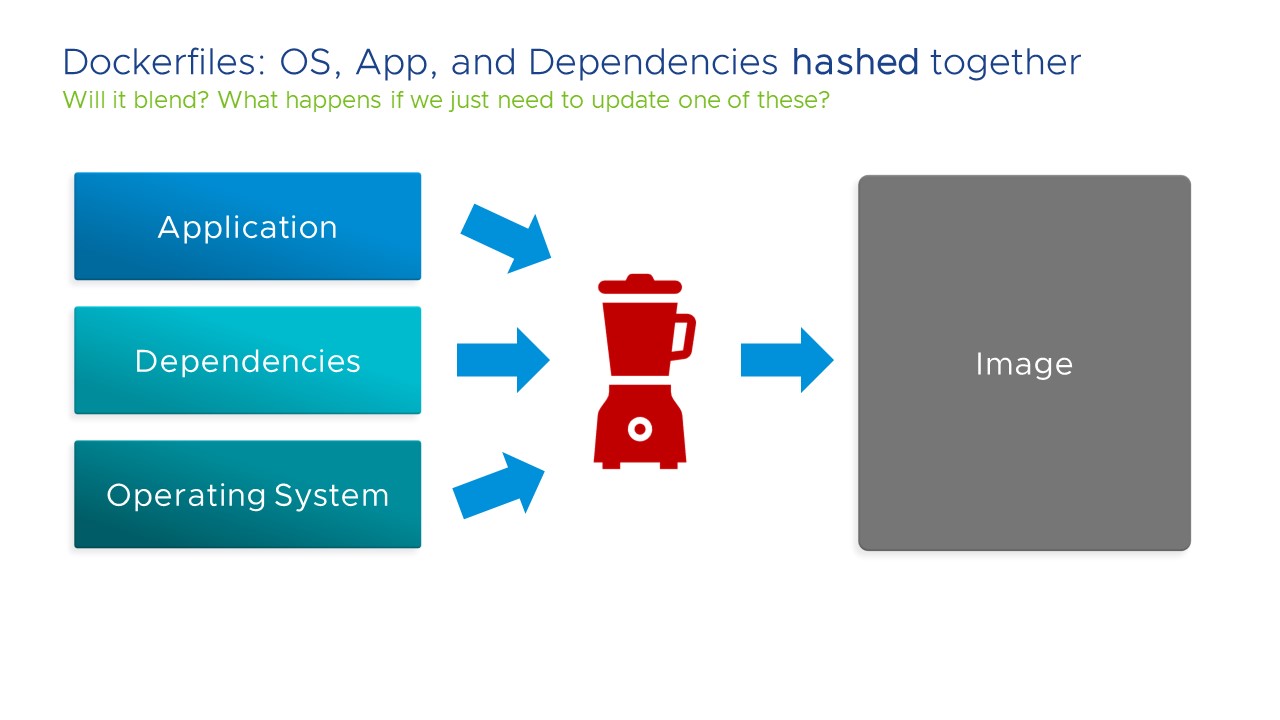 Dockerfiles: OS, App, and Dependencies hashed together
Will it blend? What happens if we just need to update one of these?
Application
Dependencies
Operating System
Image